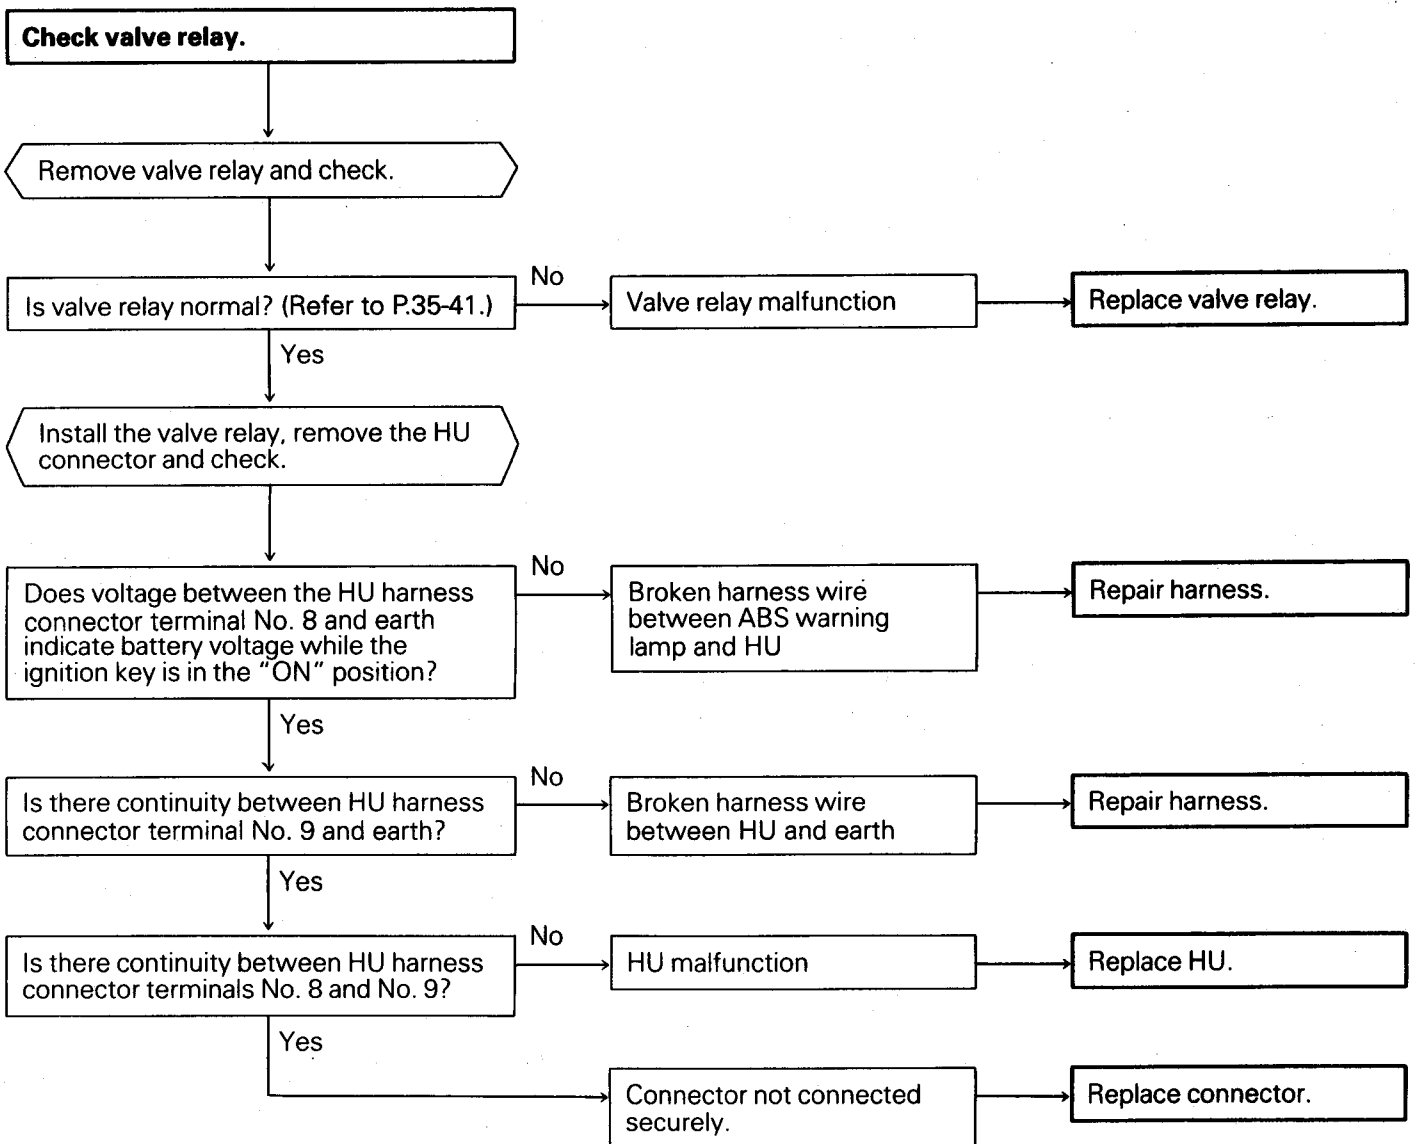 Check valve relay.
Remove valve relay and check.
Is valve relay normal? (Refer to P.35-41.)
No
Valve relay malfunction
Replace valve relay.
Yes
Install the valve relay, remove the HU
connector and check.
Does voltage between the HU harness
connector terminal No. 8 and earth
indicate battery voltage while the
ignition key is in the "ON" position?
No
Broken harness wire
between ABS warning
lamp and HU
Repair harness.
Yes
Is there continuity between HU harness
connector terminal No. 9 and earth?
No
Broken harness wire
between HU and earth
Repair harness.
Yes
Is there continuity between HU harness
connector terminals No. 8 and No. 9?
No
HU malfunction
Replace HU.
Yes
Connector not connected
securely.
Replace connector.